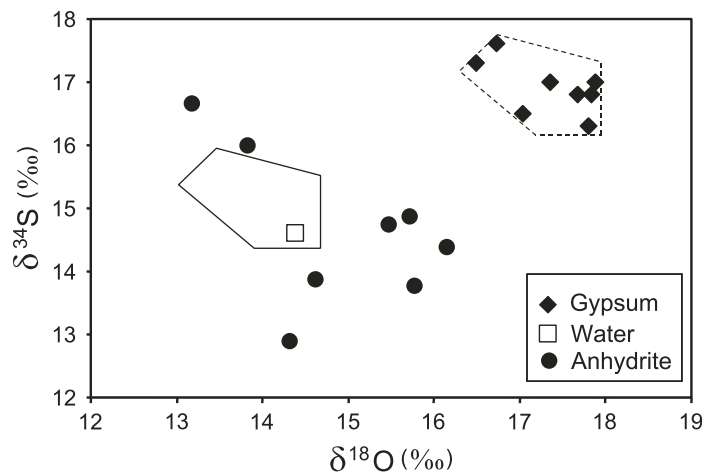 18
17
16
15
14
13
12
δ³⁴S (‰)
Gypsum
Water
Anhydrite
12 13 14 15 16 17 18 19
δ¹⁸O (‰)